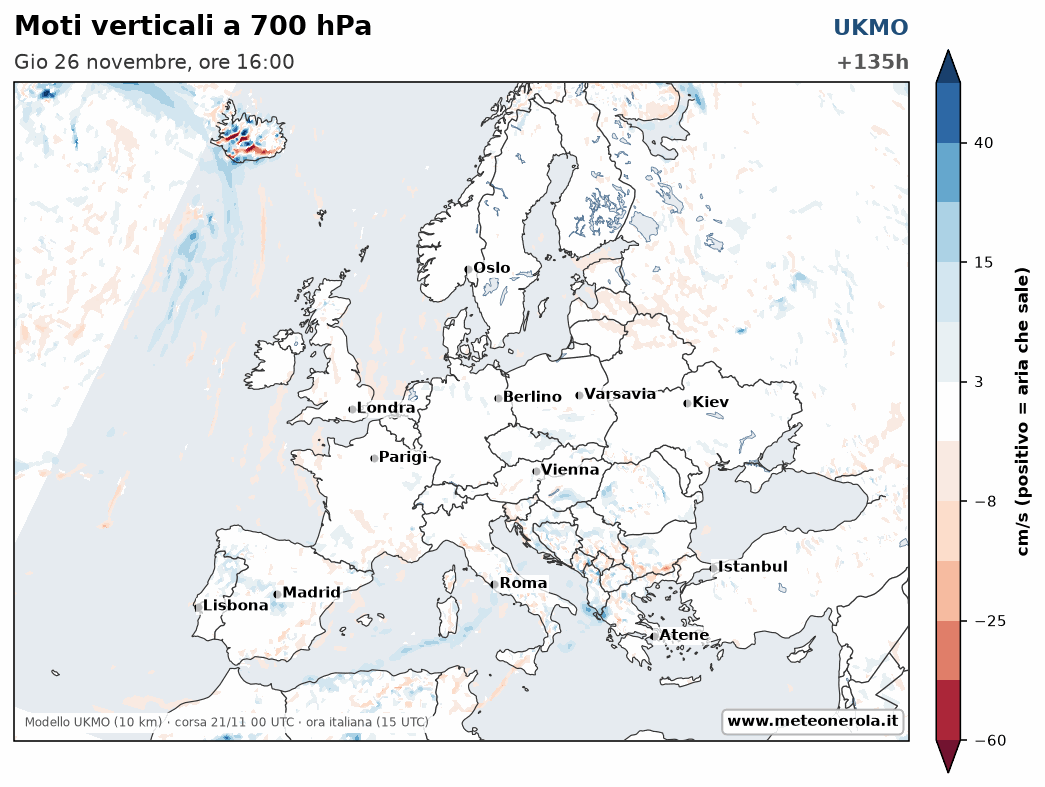 Moti verticali a 700 hPa
UKMO
Gio 26 novembre, ore 16:00
+135h
Oslo
Londra
Berlino
Varsavia
Kiev
Parigi
Vienna
Istanbul
Roma
Madrid
Lisbona
Atene
Modello UKMO (10 km) · corsa 21/11 00 UTC · ora italiana (15 UTC)
www.meteonerola.it
40
15
3
−8
−25
−60
cm/s (positivo = aria che sale)